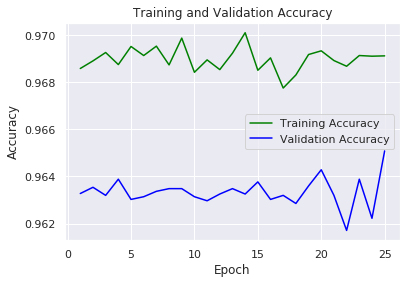 Training and Validation Accuracy
0.970
0.968
0.966
0.964
0.962
Accuracy
Training Accuracy
Validation Accuracy
0
5
10
15
20
25
Epoch